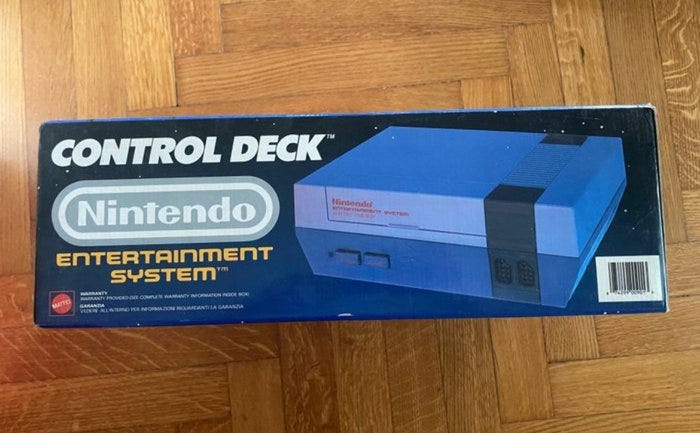 CONTROL DECK™
Nintendo
ENTERTAINMENT
SYSTEM™
Nintendo
ENTERTAINMENT SYSTEM
MATTEL
WARRANTY
WARRANTY PROVIDED (SEE COMPLETE WARRANTY INFORMATION INSIDE BOX)
GARANZIA
VEDERE ALL'INTERNO PER INFORMAZIONI RIGUARDANTI LA GARANZIA